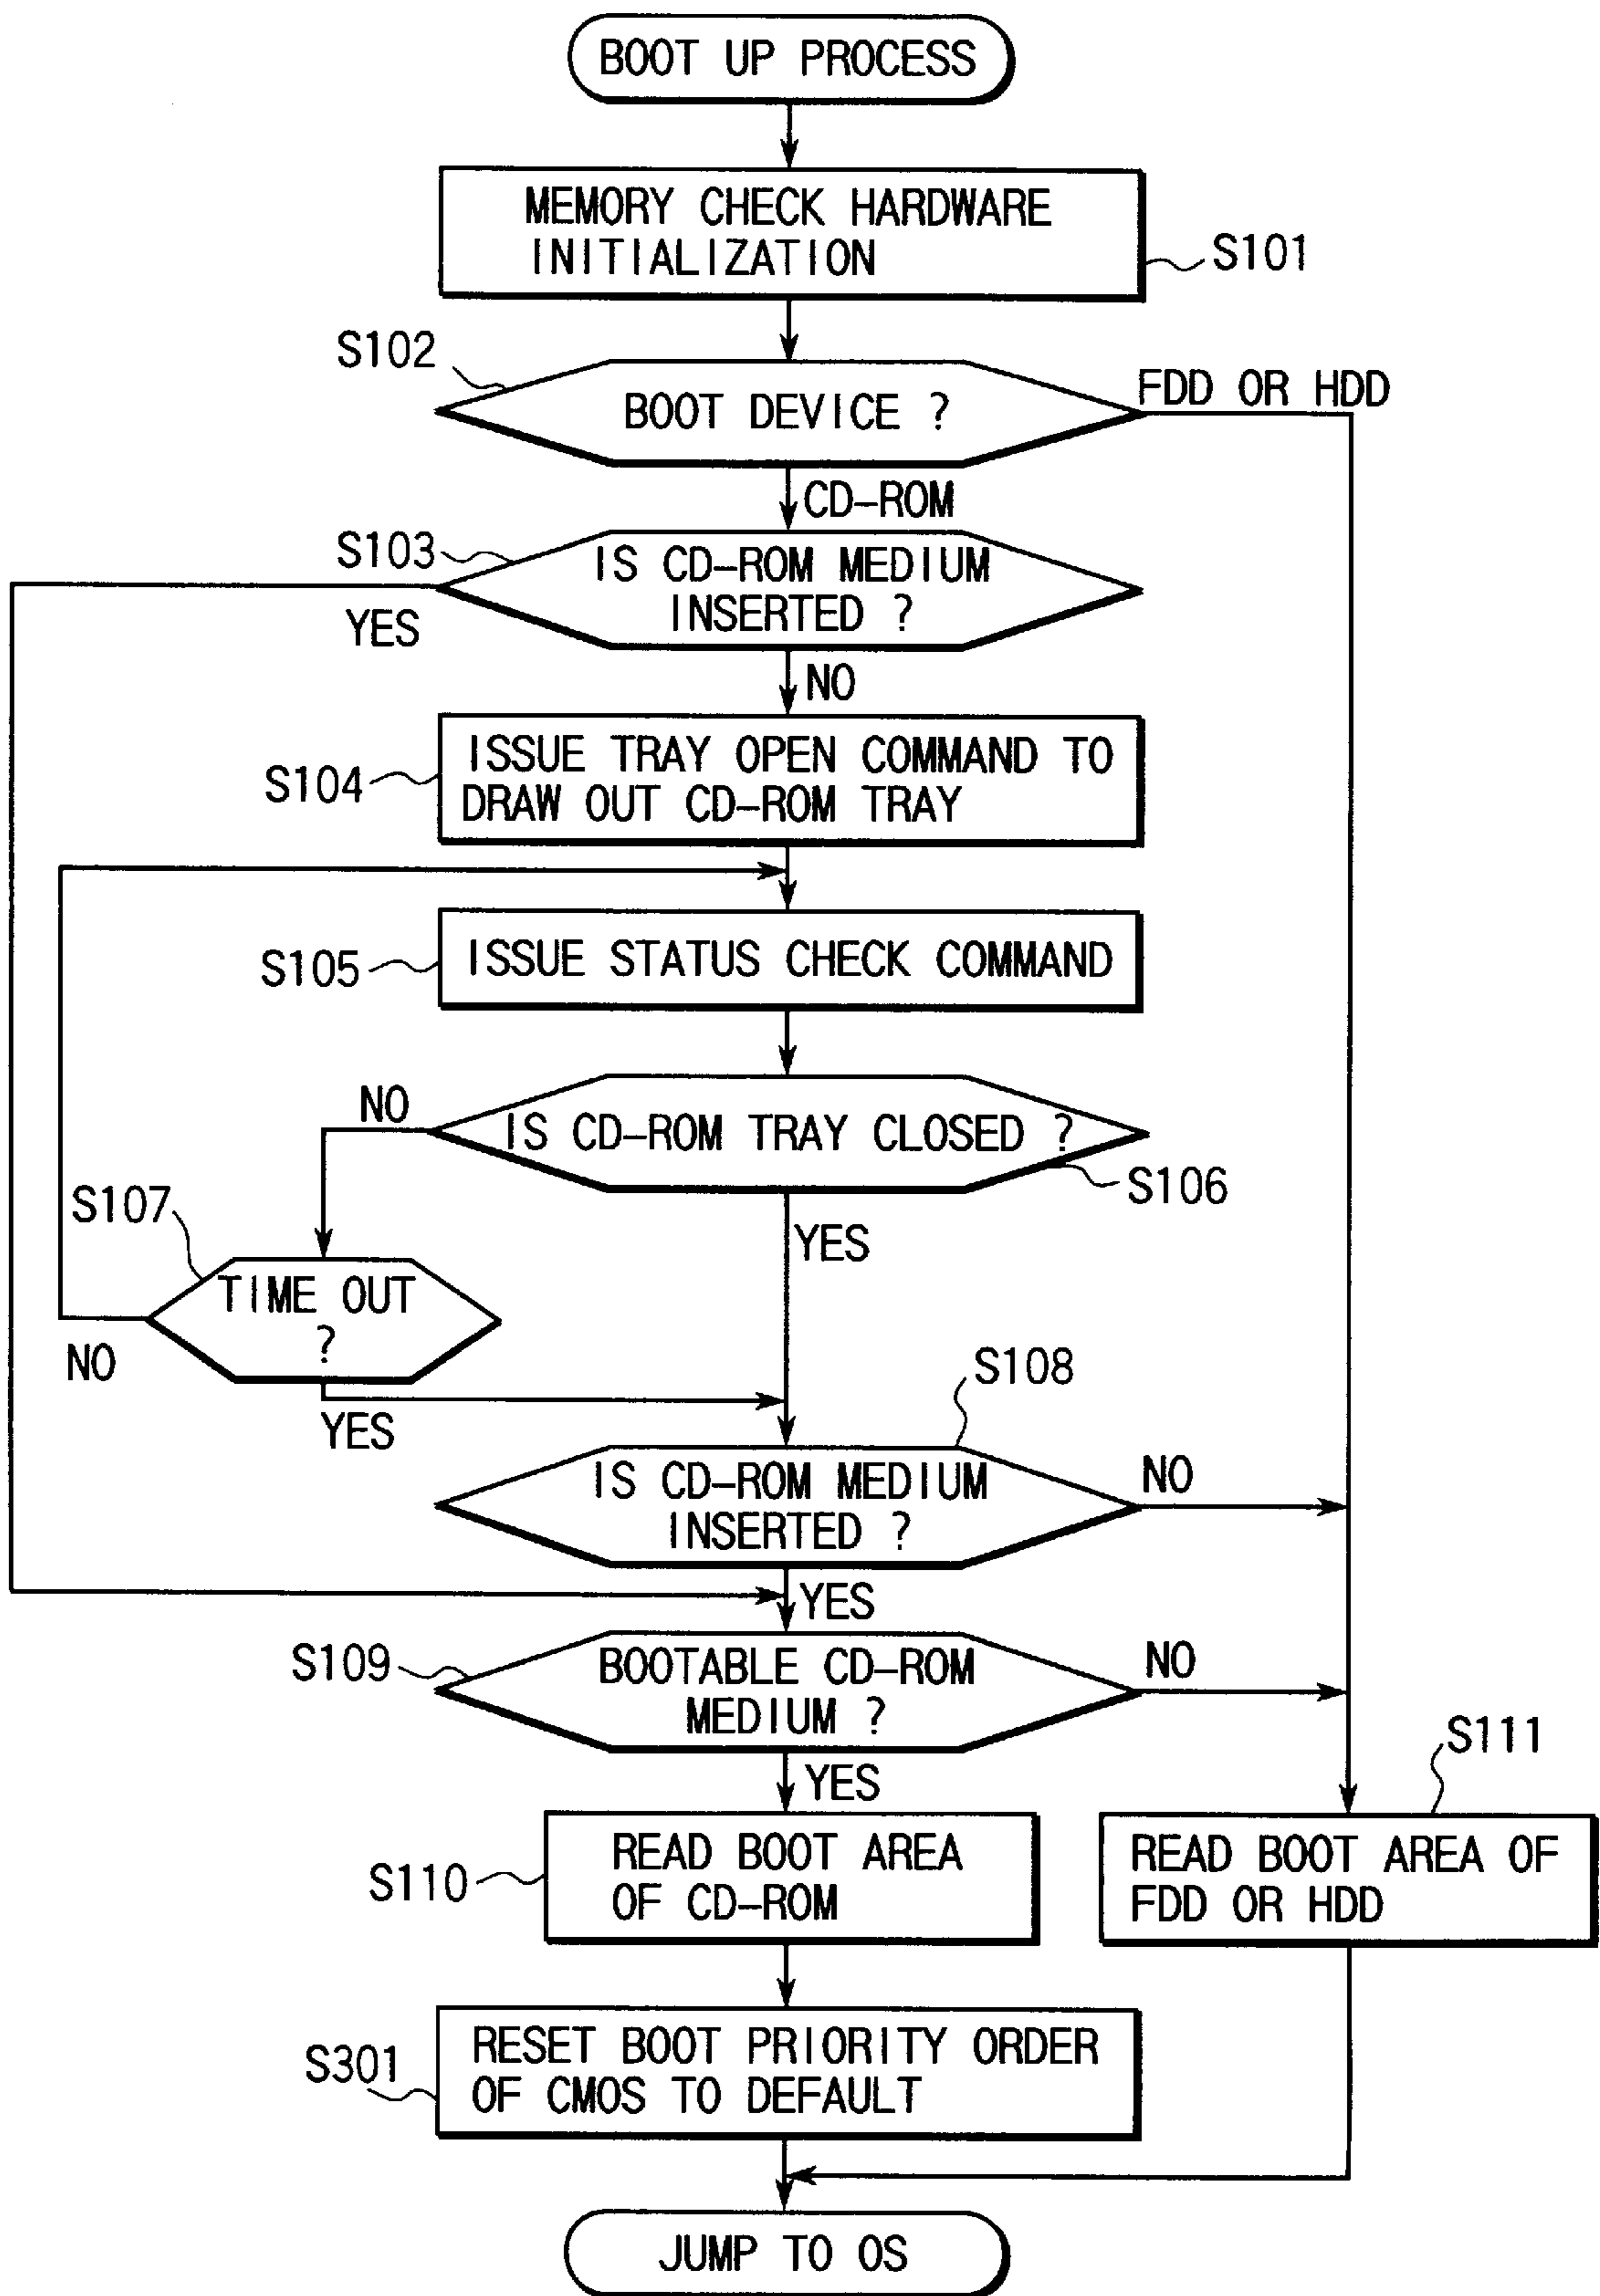 BOOT UP PROCESS
MEMORY CHECK HARDWARE
INITIALIZATION
S101
S102
BOOT DEVICE ?
FDD OR HDD
CD-ROM
S103
IS CD-ROM MEDIUM
INSERTED ?
YES
NO
S104
ISSUE TRAY OPEN COMMAND TO
DRAW OUT CD-ROM TRAY
S105
ISSUE STATUS CHECK COMMAND
NO
IS CD-ROM TRAY CLOSED ?
S106
YES
S107
TIME OUT
?
NO
YES
S108
IS CD-ROM MEDIUM
INSERTED ?
NO
YES
S109
BOOTABLE CD-ROM
MEDIUM ?
NO
YES
S110
READ BOOT AREA
OF CD-ROM
S111
READ BOOT AREA OF
FDD OR HDD
S301
RESET BOOT PRIORITY ORDER
OF CMOS TO DEFAULT
JUMP TO OS